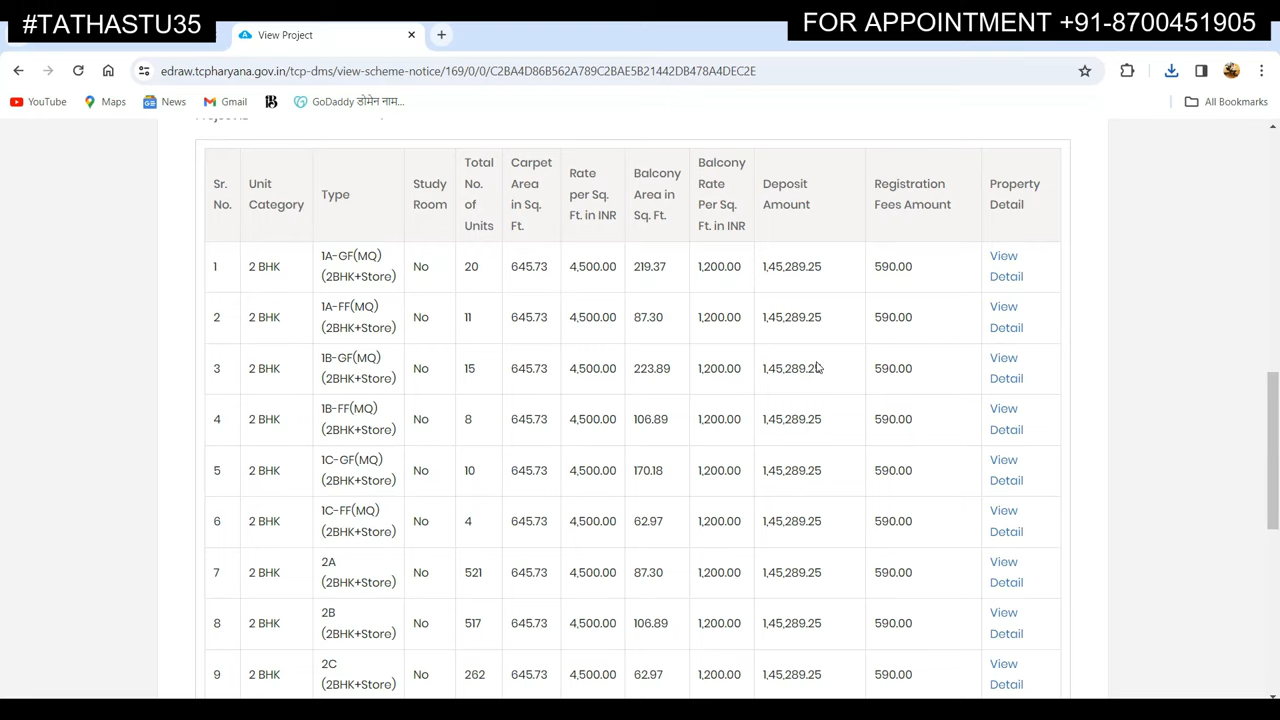 #TATHASTU35
FOR APPOINTMENT +91-8700451905
View Project
edraw.tcpharyana.gov.in/tcp-dms/view-scheme-notice/169/0/0/C2BA4D86B562A789C2BAE5B21442DB478A4DEC2E
YouTube Maps News Gmail GoDaddy डोमेन नाम... All Bookmarks
Sr. No. Unit Category Type Study Room Total No. of Units Carpet Area in Sq. Ft. Rate per Sq. Ft. in INR Balcony Area in Sq. Ft. Balcony Rate Per Sq. Ft. in INR Deposit Amount Registration Fees Amount Property Detail
1 2 BHK 1A-GF(MQ) (2BHK+Store) No 20 645.73 4,500.00 219.37 1,200.00 1,45,289.25 590.00 View Detail
2 2 BHK 1A-FF(MQ) (2BHK+Store) No 11 645.73 4,500.00 87.30 1,200.00 1,45,289.25 590.00 View Detail
3 2 BHK 1B-GF(MQ) (2BHK+Store) No 15 645.73 4,500.00 223.89 1,200.00 1,45,289.25 590.00 View Detail
4 2 BHK 1B-FF(MQ) (2BHK+Store) No 8 645.73 4,500.00 106.89 1,200.00 1,45,289.25 590.00 View Detail
5 2 BHK 1C-GF(MQ) (2BHK+Store) No 10 645.73 4,500.00 170.18 1,200.00 1,45,289.25 590.00 View Detail
6 2 BHK 1C-FF(MQ) (2BHK+Store) No 4 645.73 4,500.00 62.97 1,200.00 1,45,289.25 590.00 View Detail
7 2 BHK 2A (2BHK+Store) No 521 645.73 4,500.00 87.30 1,200.00 1,45,289.25 590.00 View Detail
8 2 BHK 2B (2BHK+Store) No 517 645.73 4,500.00 106.89 1,200.00 1,45,289.25 590.00 View Detail
9 2 BHK 2C (2BHK+Store) No 262 645.73 4,500.00 62.97 1,200.00 1,45,289.25 590.00 View Detail